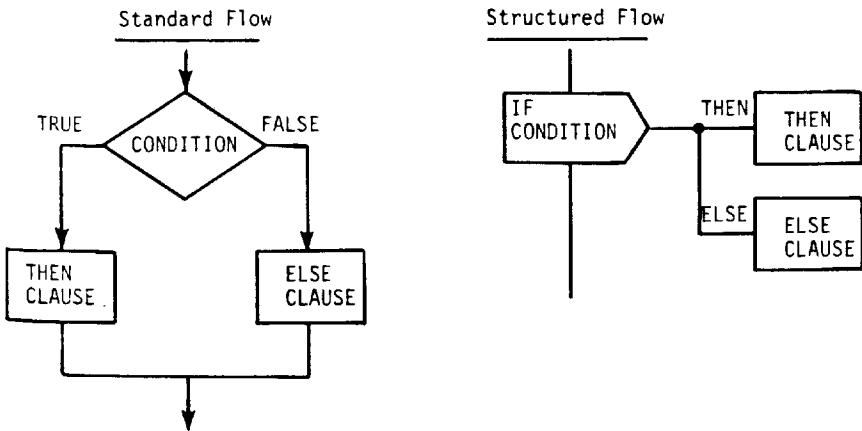 Standard Flow
TRUE
CONDITION
FALSE
THEN
CLAUSE
ELSE
CLAUSE
Structured Flow
IF
CONDITION
THEN
THEN
CLAUSE
ELSE
ELSE
CLAUSE